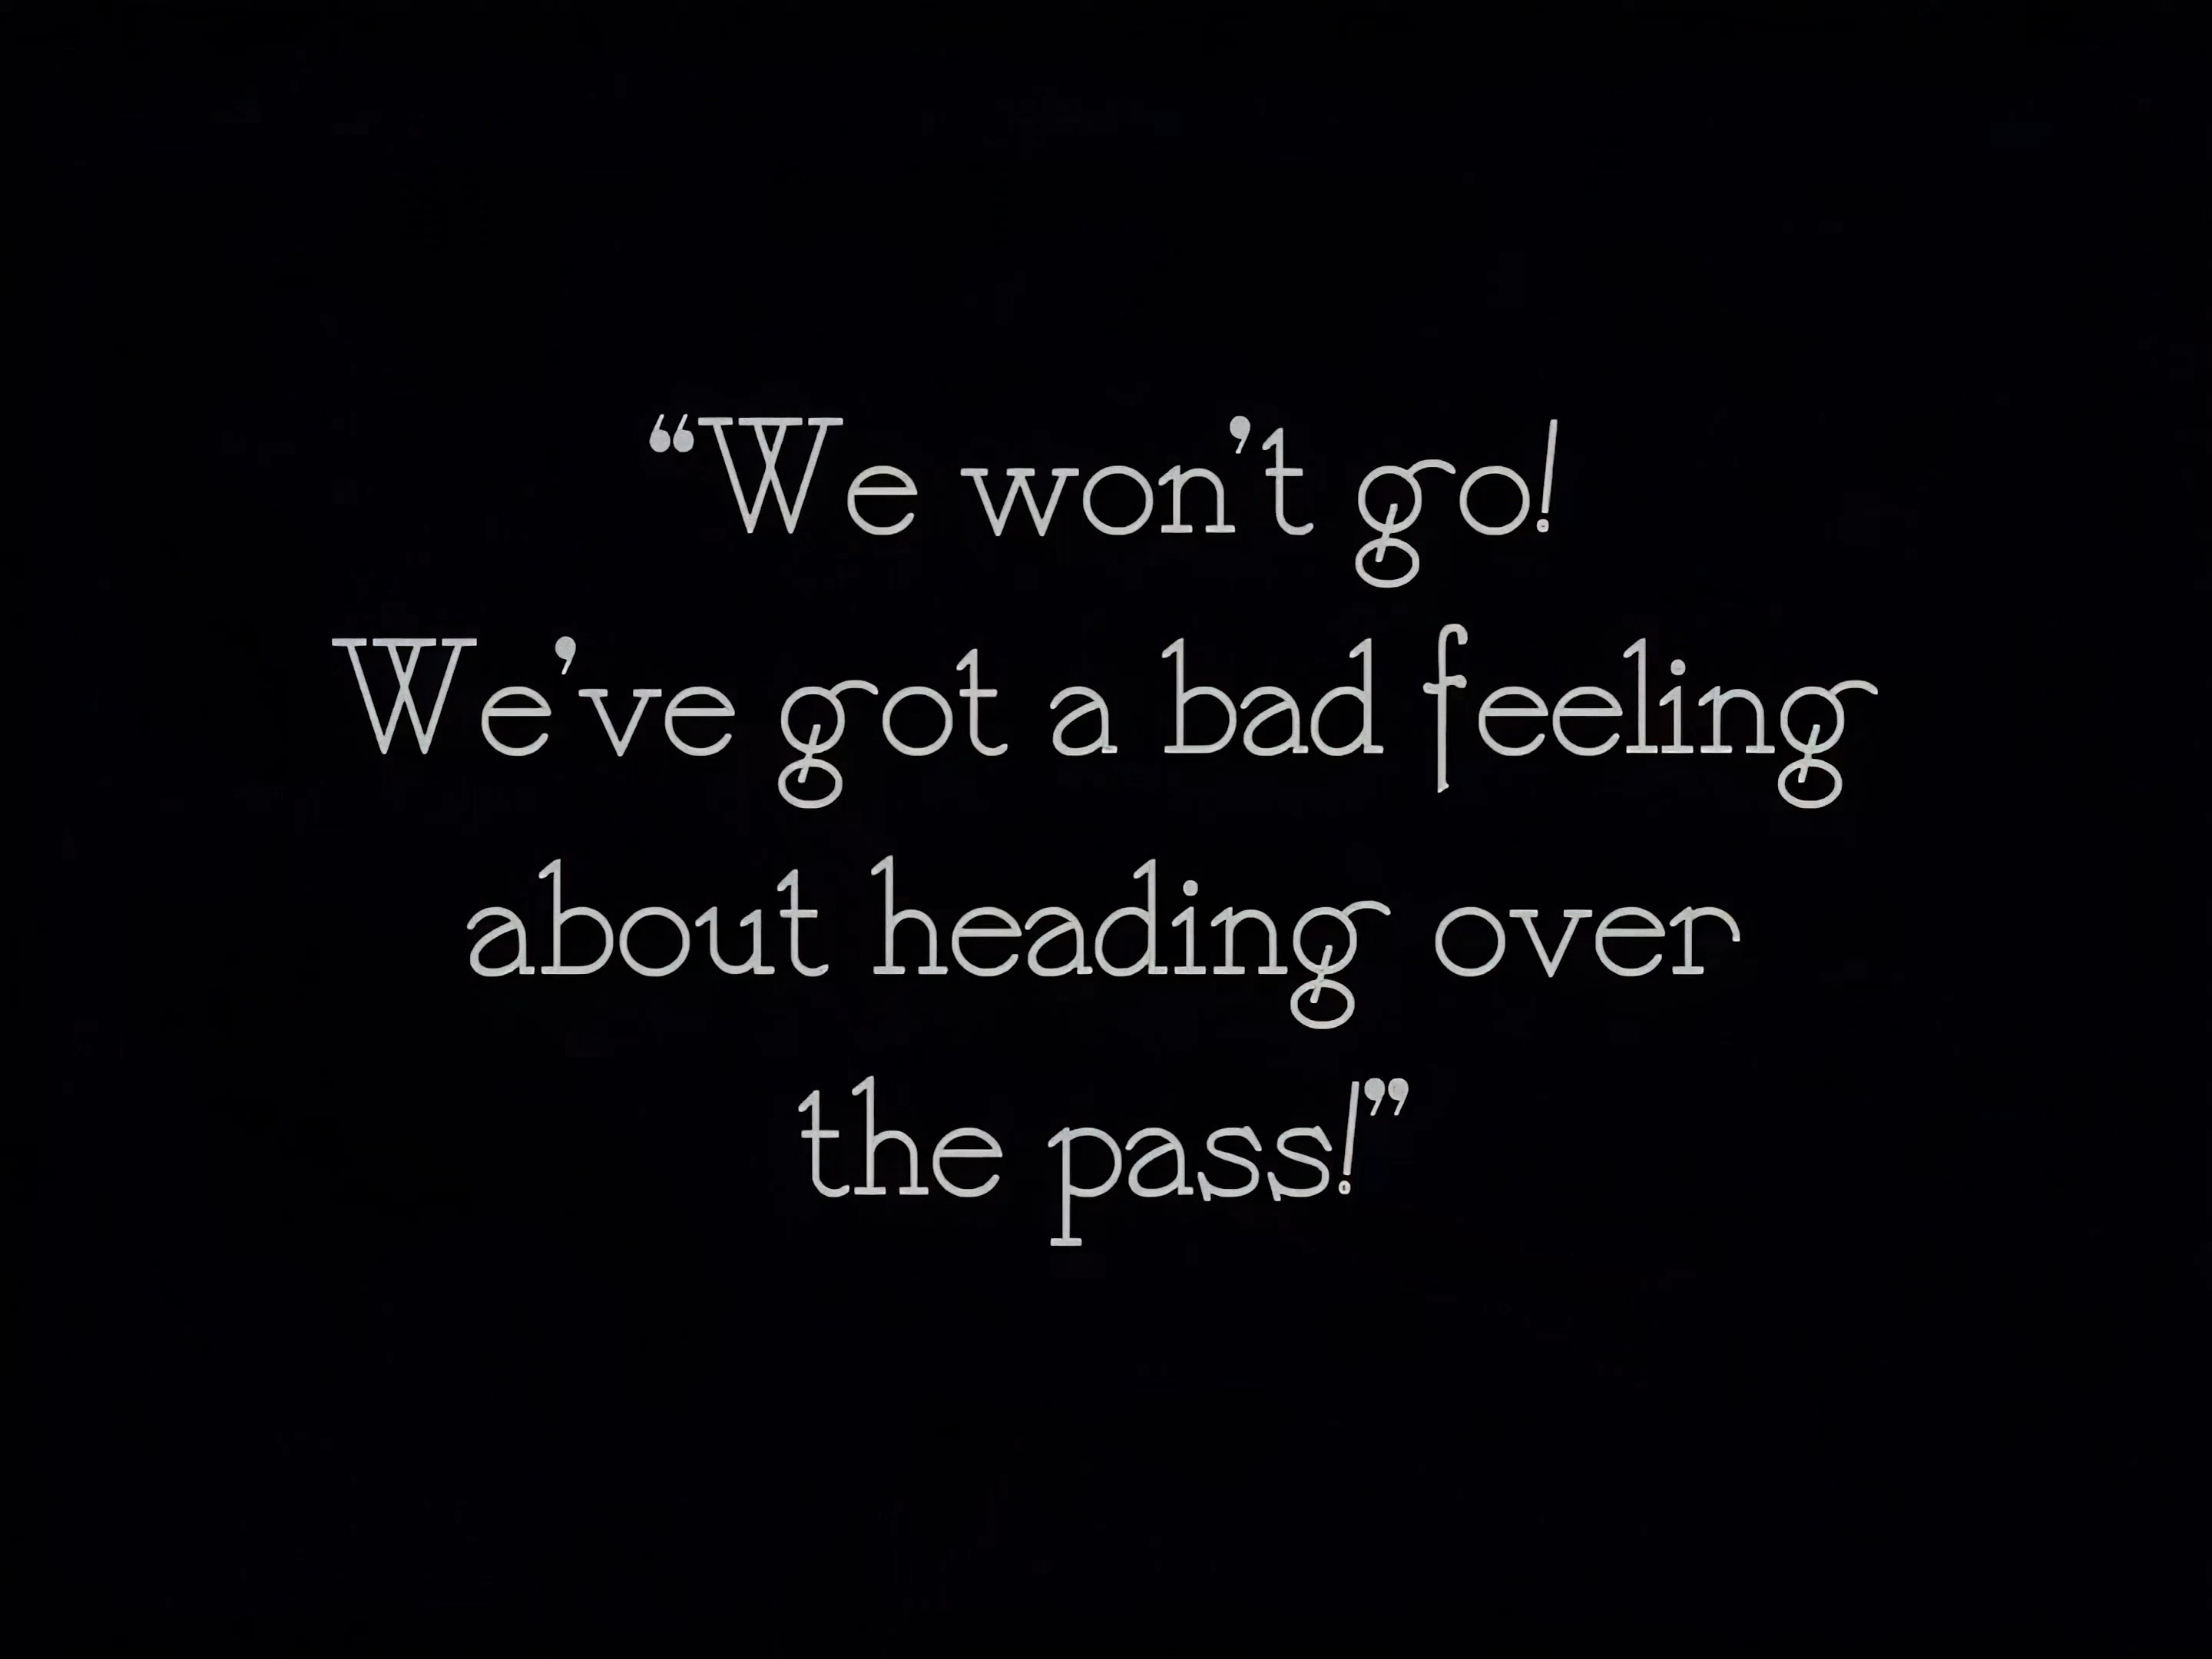 “We won’t go!
We’ve got a bad feeling
about heading over
the pass!”